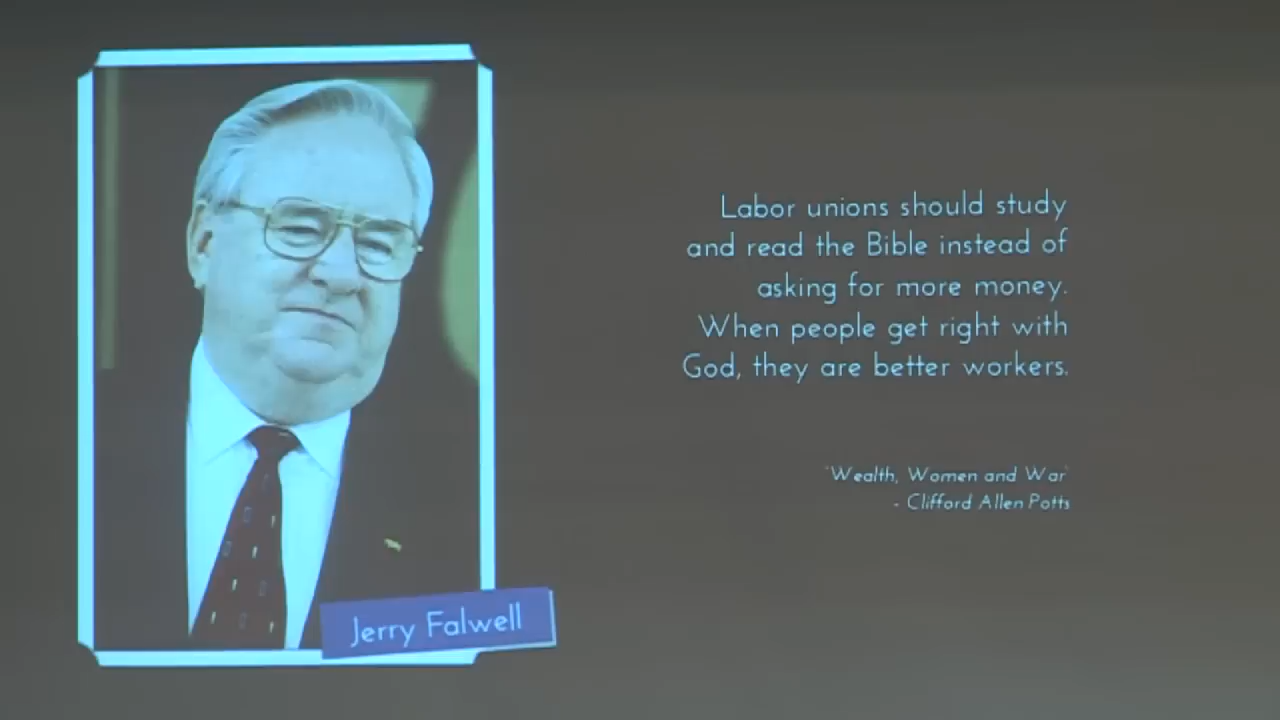 Labor unions should study
and read the Bible instead of
asking for more money.
When people get right with
God, they are better workers.
"Wealth, Women and War"
- Clifford Allen Potts
Jerry Falwell